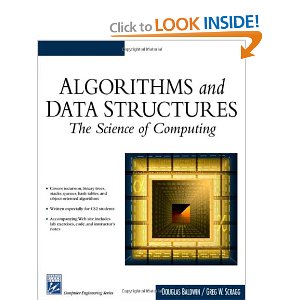 Click to LOOK INSIDE!
ALGORITHMS and
DATA STRUCTURES
The Science of Computing
• Covers recursion, binary trees,
stacks, queues, hash tables, and
object-oriented algorithms
• Written especially for CS2 students
• Accompanying Web site includes
lab exercises, code, and instructor's
notes
DOUGLAS BALDWIN / GREG W. SCRAGG
Computer Engineering Series